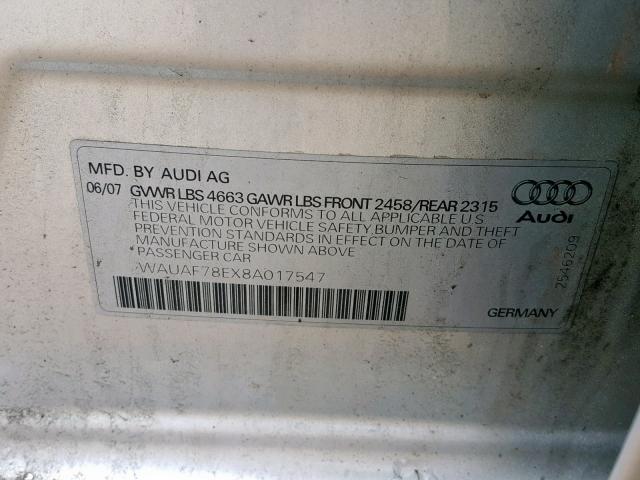 MFD. BY AUDI AG
06/07 GVWR LBS 4663 GAWR LBS FRONT 2458/REAR 2315
THIS VEHICLE CONFORMS TO ALL APPLICABLE U.S
FEDERAL MOTOR VEHICLE SAFETY, BUMPER AND THEFT
PREVENTION STANDARDS IN EFFECT ON THE DATE OF
MANUFACTURE SHOWN ABOVE
PASSENGER CAR
WAUAF78EX8A017547
Audi
2546209
GERMANY